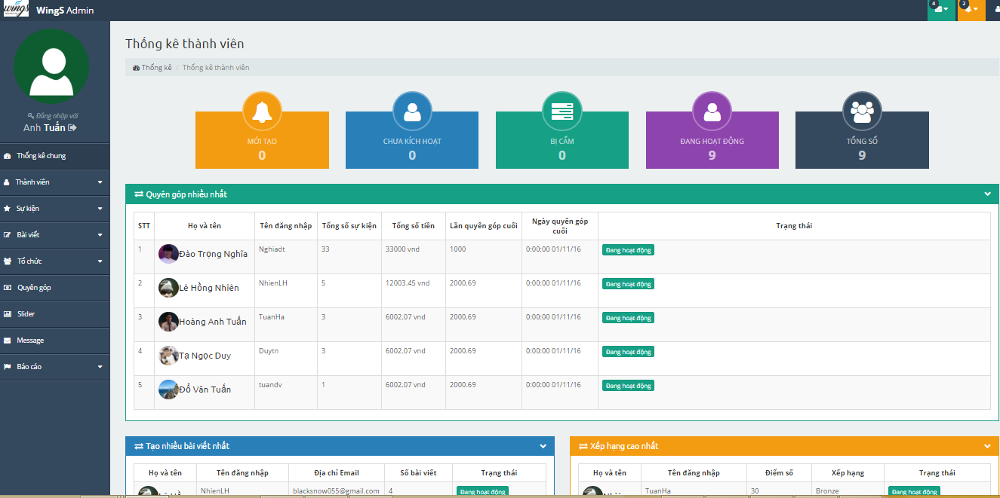 wings
WingS Admin
4
2
Đăng nhập với
Anh Tuấn
Thống kê chung
Thành viên
Sự kiện
Bài viết
Tổ chức
Quyên góp
Slider
Message
Báo cáo
Thống kê thành viên
Thống kê / Thống kê thành viên
MỚI TẠO
0
CHƯA KÍCH HOẠT
0
BỊ CẤM
0
ĐANG HOẠT ĐỘNG
9
TỔNG SỐ
9
Quyên góp nhiều nhất
STT Họ và tên Tên đăng nhập Tổng số sự kiện Tổng số tiền Lần quyên góp cuối Ngày quyên góp cuối Trạng thái
1 Đào Trọng Nghĩa Nghiadt 33 33000 vnd 1000 0:00:00 01/11/16 Đang hoạt động
2 Lê Hồng Nhiên NhienLH 5 12003.45 vnd 2000.69 0:00:00 01/11/16 Đang hoạt động
3 Hoàng Anh Tuấn TuanHa 3 6002.07 vnd 2000.69 0:00:00 01/11/16 Đang hoạt động
4 Tạ Ngọc Duy Duytn 3 6002.07 vnd 2000.69 0:00:00 01/11/16 Đang hoạt động
5 Đỗ Văn Tuấn tuandv 1 6002.07 vnd 2000.69 0:00:00 01/11/16 Đang hoạt động
Tạo nhiều bài viết nhất
Họ và tên Tên đăng nhập Địa chỉ Email Số bài viết Trạng thái
NhienLH blacksnow055@gmail.com 4 Đang hoạt động
Xếp hạng cao nhất
Họ và tên Tên đăng nhập Điểm số Xếp hạng Trạng thái
TuanHa 30 Bronze Đang hoạt động